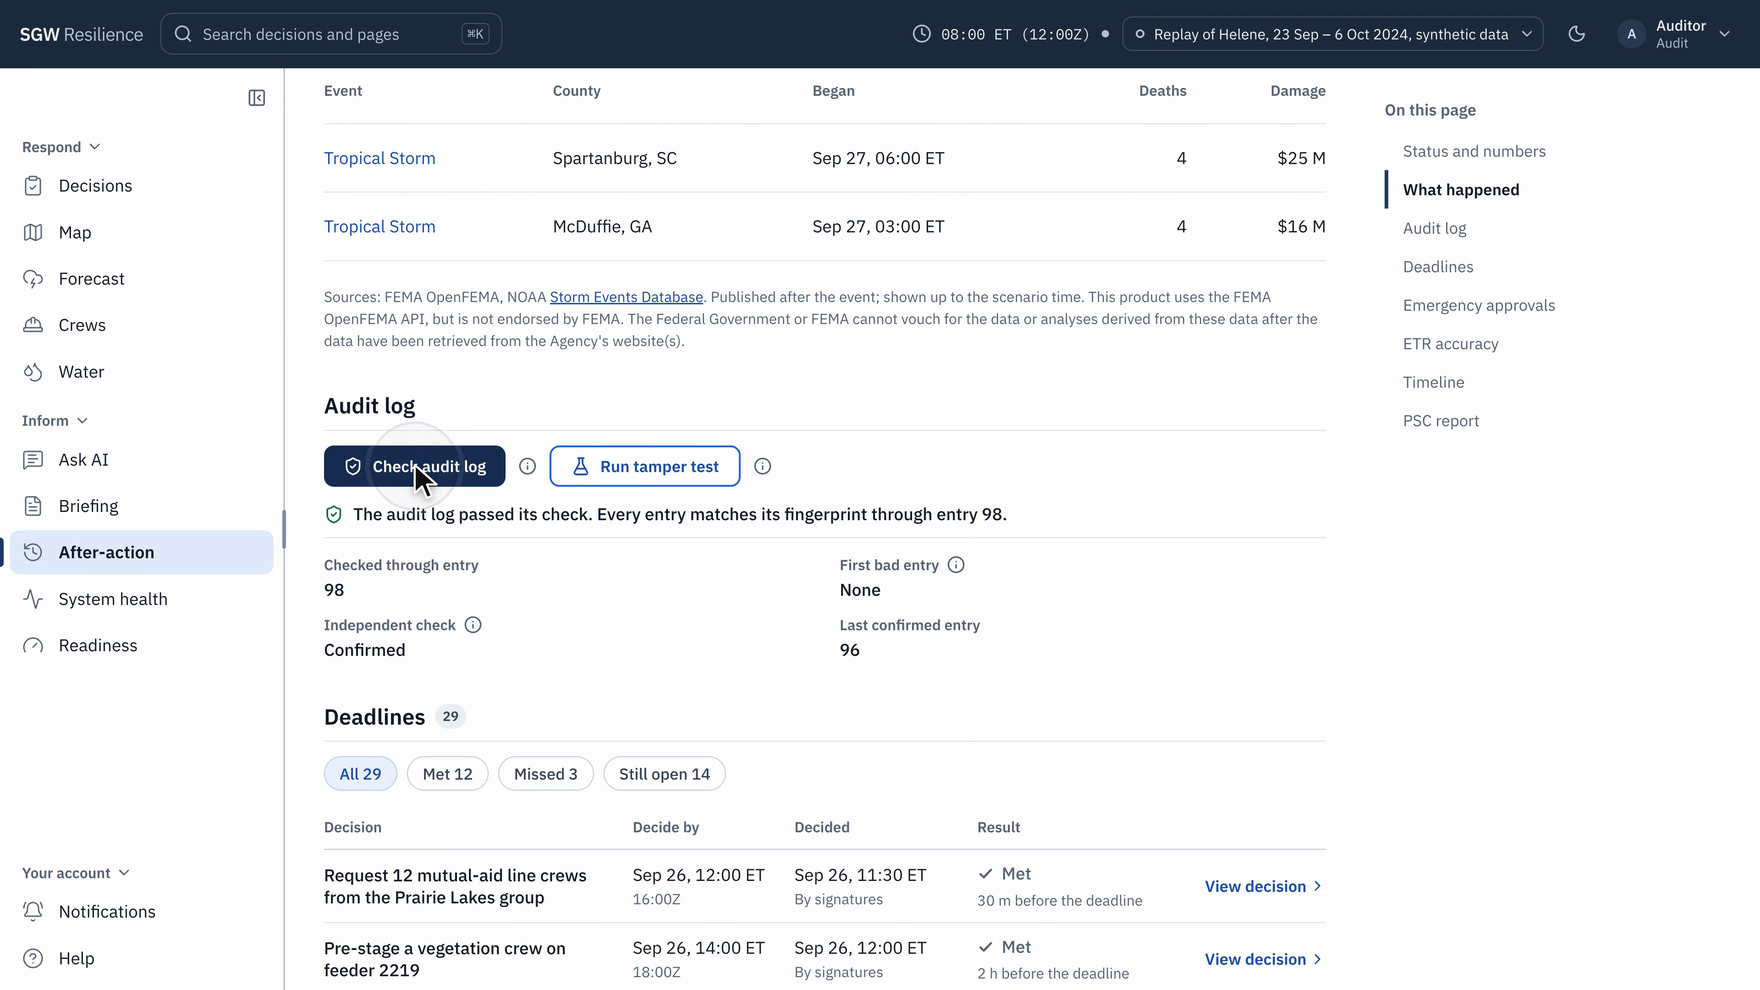 SGW Resilience
Search decisions and pages
⌘K
08:00 ET (12:00Z)
Replay of Helene, 23 Sep – 6 Oct 2024, synthetic data
A
Auditor
Audit
Respond
Decisions
Map
Forecast
Crews
Water
Inform
Ask AI
Briefing
After-action
System health
Readiness
Your account
Notifications
Help
Event County Began Deaths Damage
Tropical Storm Spartanburg, SC Sep 27, 06:00 ET 4 $25 M
Tropical Storm McDuffie, GA Sep 27, 03:00 ET 4 $16 M
Sources: FEMA OpenFEMA, NOAA Storm Events Database. Published after the event; shown up to the scenario time. This product uses the FEMA
OpenFEMA API, but is not endorsed by FEMA. The Federal Government or FEMA cannot vouch for the data or analyses derived from these data after the
data have been retrieved from the Agency's website(s).
Audit log
Check audit log
Run tamper test
The audit log passed its check. Every entry matches its fingerprint through entry 98.
Checked through entry
98
First bad entry
None
Independent check
Confirmed
Last confirmed entry
96
Deadlines 29
All 29
Met 12
Missed 3
Still open 14
Decision Decide by Decided Result
Request 12 mutual-aid line crews
from the Prairie Lakes group
Sep 26, 12:00 ET
16:00Z
Sep 26, 11:30 ET
By signatures
Met
30 m before the deadline
View decision
Pre-stage a vegetation crew on
feeder 2219
Sep 26, 14:00 ET
18:00Z
Sep 26, 12:00 ET
By signatures
Met
2 h before the deadline
View decision
On this page
Status and numbers
What happened
Audit log
Deadlines
Emergency approvals
ETR accuracy
Timeline
PSC report